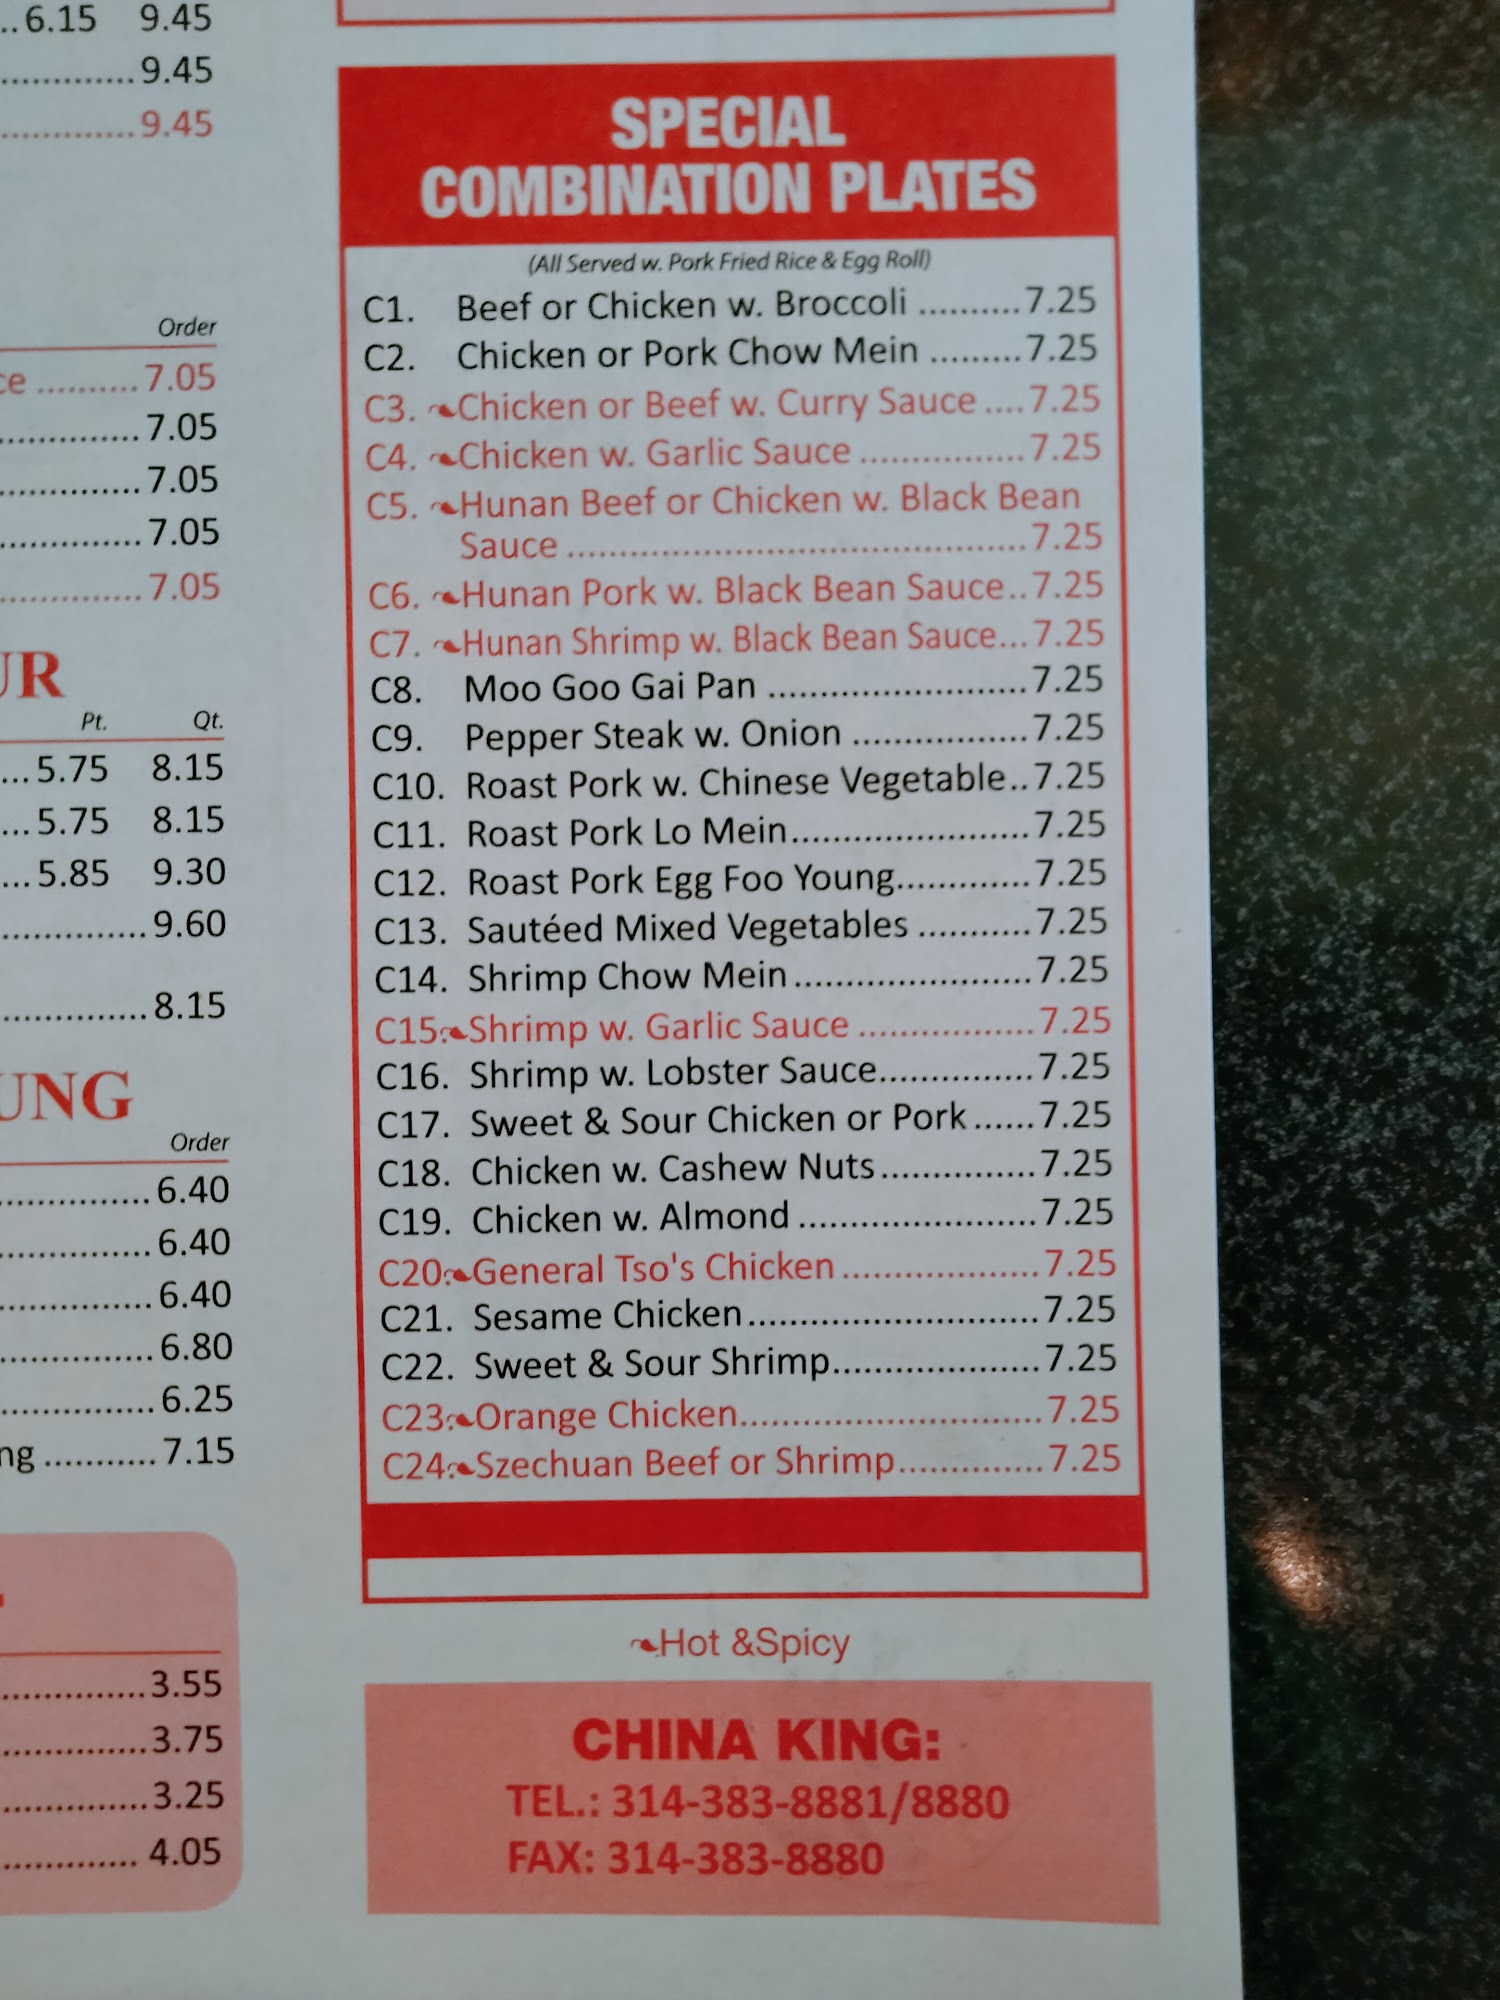 ..6.15 9.45
.............9.45
.............9.45
Order
ce ..........7.05
..............7.05
..............7.05
..............7.05
..............7.05
UR
Pt. Qt.
...5.75 8.15
...5.75 8.15
...5.85 9.30
..............9.60
..............8.15
UNG
Order
..............6.40
..............6.40
..............6.40
..............6.80
..............6.25
ng ...........7.15
..............3.55
..............3.75
..............3.25
.............. 4.05
SPECIAL
COMBINATION PLATES
(All Served w. Pork Fried Rice & Egg Roll)
C1. Beef or Chicken w. Broccoli ..........7.25
C2. Chicken or Pork Chow Mein .........7.25
C3. Chicken or Beef w. Curry Sauce ....7.25
C4. Chicken w. Garlic Sauce ................7.25
C5. Hunan Beef or Chicken w. Black Bean
Sauce .............................................7.25
C6. Hunan Pork w. Black Bean Sauce..7.25
C7. Hunan Shrimp w. Black Bean Sauce...7.25
C8. Moo Goo Gai Pan .........................7.25
C9. Pepper Steak w. Onion .................7.25
C10. Roast Pork w. Chinese Vegetable..7.25
C11. Roast Pork Lo Mein.......................7.25
C12. Roast Pork Egg Foo Young.............7.25
C13. Sautéed Mixed Vegetables ...........7.25
C14. Shrimp Chow Mein.......................7.25
C15. Shrimp w. Garlic Sauce .................7.25
C16. Shrimp w. Lobster Sauce...............7.25
C17. Sweet & Sour Chicken or Pork ......7.25
C18. Chicken w. Cashew Nuts...............7.25
C19. Chicken w. Almond .......................7.25
C20. General Tso's Chicken ...................7.25
C21. Sesame Chicken............................7.25
C22. Sweet & Sour Shrimp....................7.25
C23. Orange Chicken.............................7.25
C24. Szechuan Beef or Shrimp..............7.25
Hot &Spicy
CHINA KING:
TEL.: 314-383-8881/8880
FAX: 314-383-8880